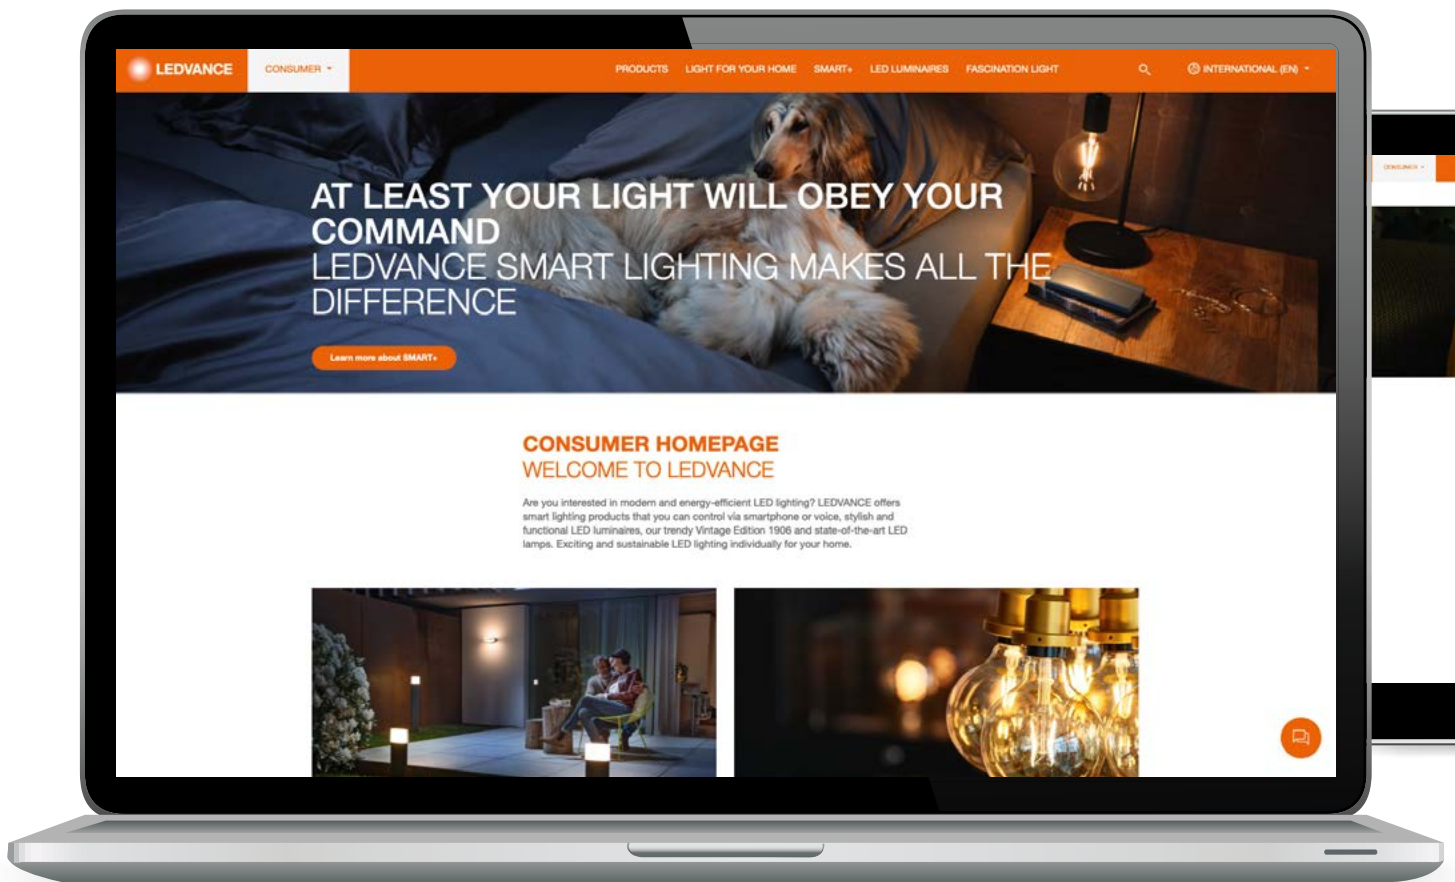 LEDVANCE
CONSUMER
PRODUCTS
LIGHT FOR YOUR HOME
SMART+
LED LUMINAIRES
FASCINATION LIGHT
INTERNATIONAL (EN)
AT LEAST YOUR LIGHT WILL OBEY YOUR
COMMAND
LEDVANCE SMART LIGHTING MAKES ALL THE
DIFFERENCE
Learn more about SMART+
CONSUMER HOMEPAGE
WELCOME TO LEDVANCE
Are you interested in modern and energy-efficient LED lighting? LEDVANCE offers
smart lighting products that you can control via smartphone or voice, stylish and
functional LED luminaires, our trendy Vintage Edition 1906 and state-of-the-art LED
lamps. Exciting and sustainable LED lighting individually for your home.
CONSUMER